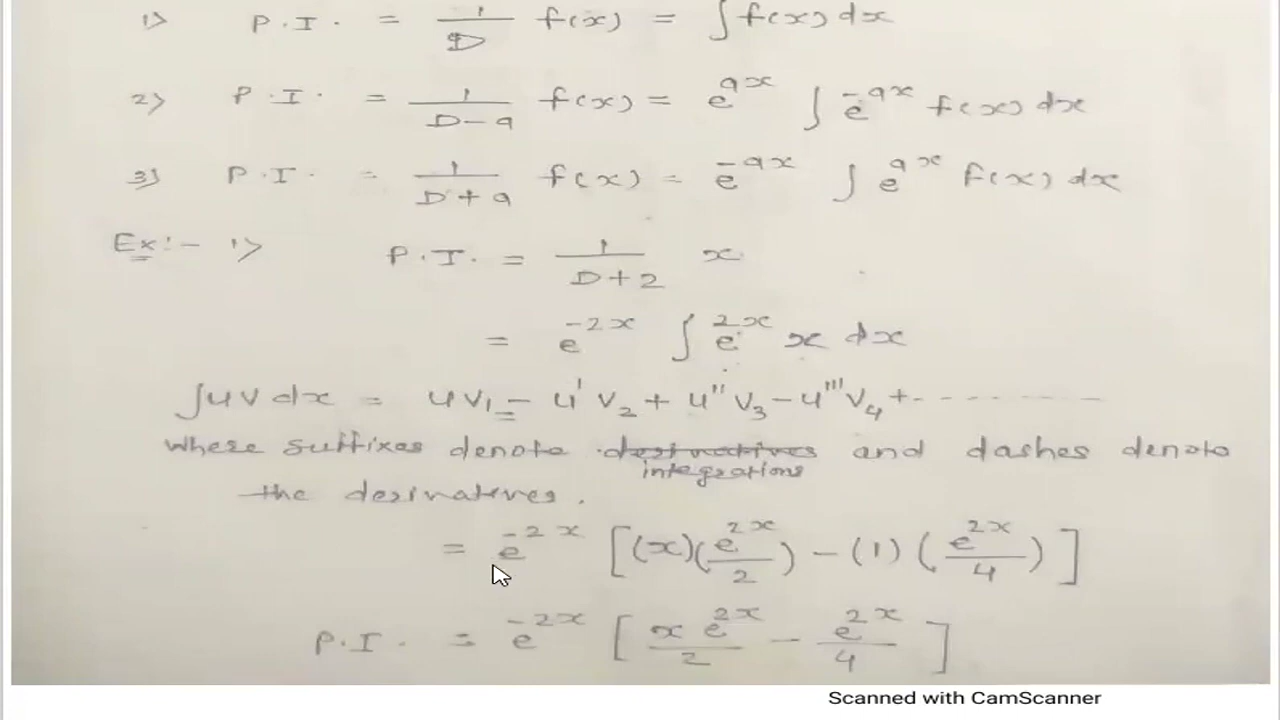 1) P.I. = 1/D f(x) = ∫ f(x) dx
2) P.I. = 1/(D-a) f(x) = e^{ax} ∫ e^{-ax} f(x) dx
3) P.I. = 1/(D+a) f(x) = e^{-ax} ∫ e^{ax} f(x) dx
Ex:- 1) P.I. = 1/(D+2) x
= e^{-2x} ∫ e^{2x} x dx
∫uv dx = uv₁ - u'v₂ + u''v₃ - u'''v₄ + - - - - - - - -
where suffixes denote integrations and dashes denote
the derivatives.
= e^{-2x} [(x)(e^{2x}/2) - (1)(e^{2x}/4)]
P.I. = e^{-2x} [x e^{2x}/2 - e^{2x}/4]
Scanned with CamScanner